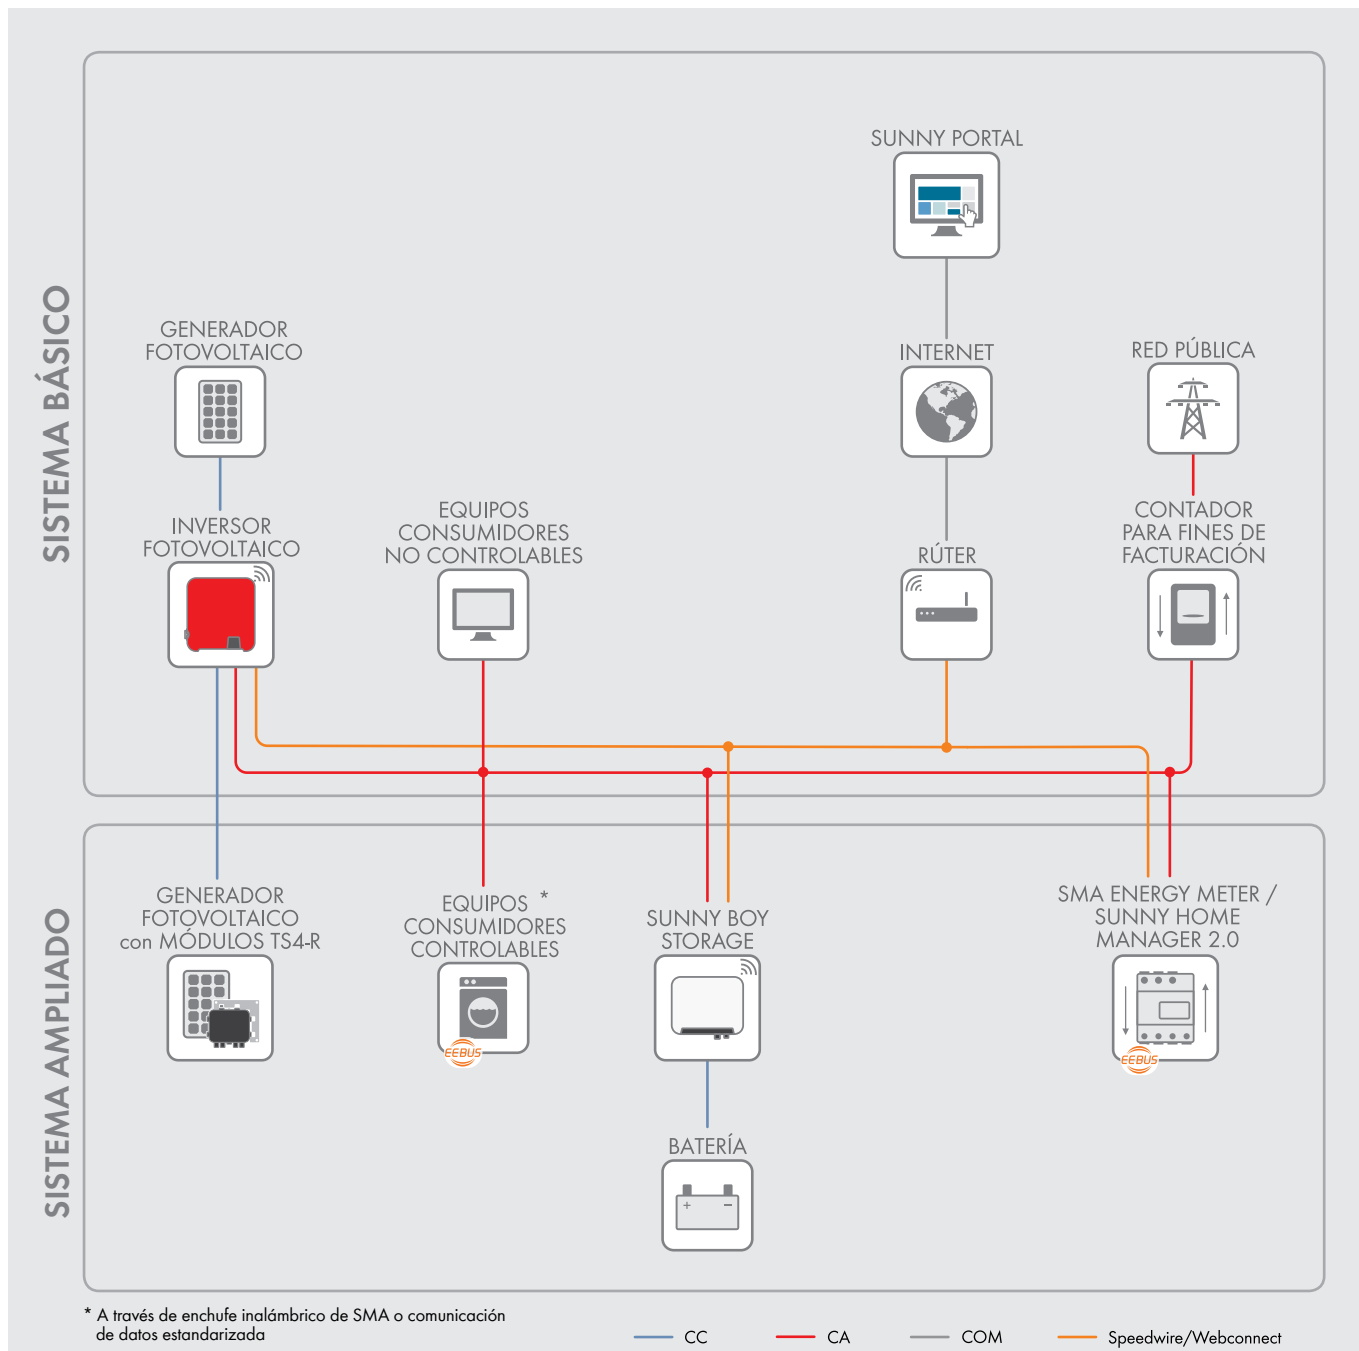 SISTEMA BÁSICO
SUNNY PORTAL
GENERADOR
FOTOVOLTAICO
INTERNET
RED PÚBLICA
INVERSOR
FOTOVOLTAICO
EQUIPOS
CONSUMIDORES
NO CONTROLABLES
RÚTER
CONTADOR
PARA FINES DE
FACTURACIÓN
SISTEMA AMPLIADO
GENERADOR
FOTOVOLTAICO
con MÓDULOS TS4-R
EQUIPOS *
CONSUMIDORES
CONTROLABLES
EEBUS
SUNNY BOY
STORAGE
SMA ENERGY METER /
SUNNY HOME
MANAGER 2.0
EEBUS
BATERÍA
+ −
* A través de enchufe inalámbrico de SMA o comunicación
de datos estandarizada
CC CA COM Speedwire/Webconnect